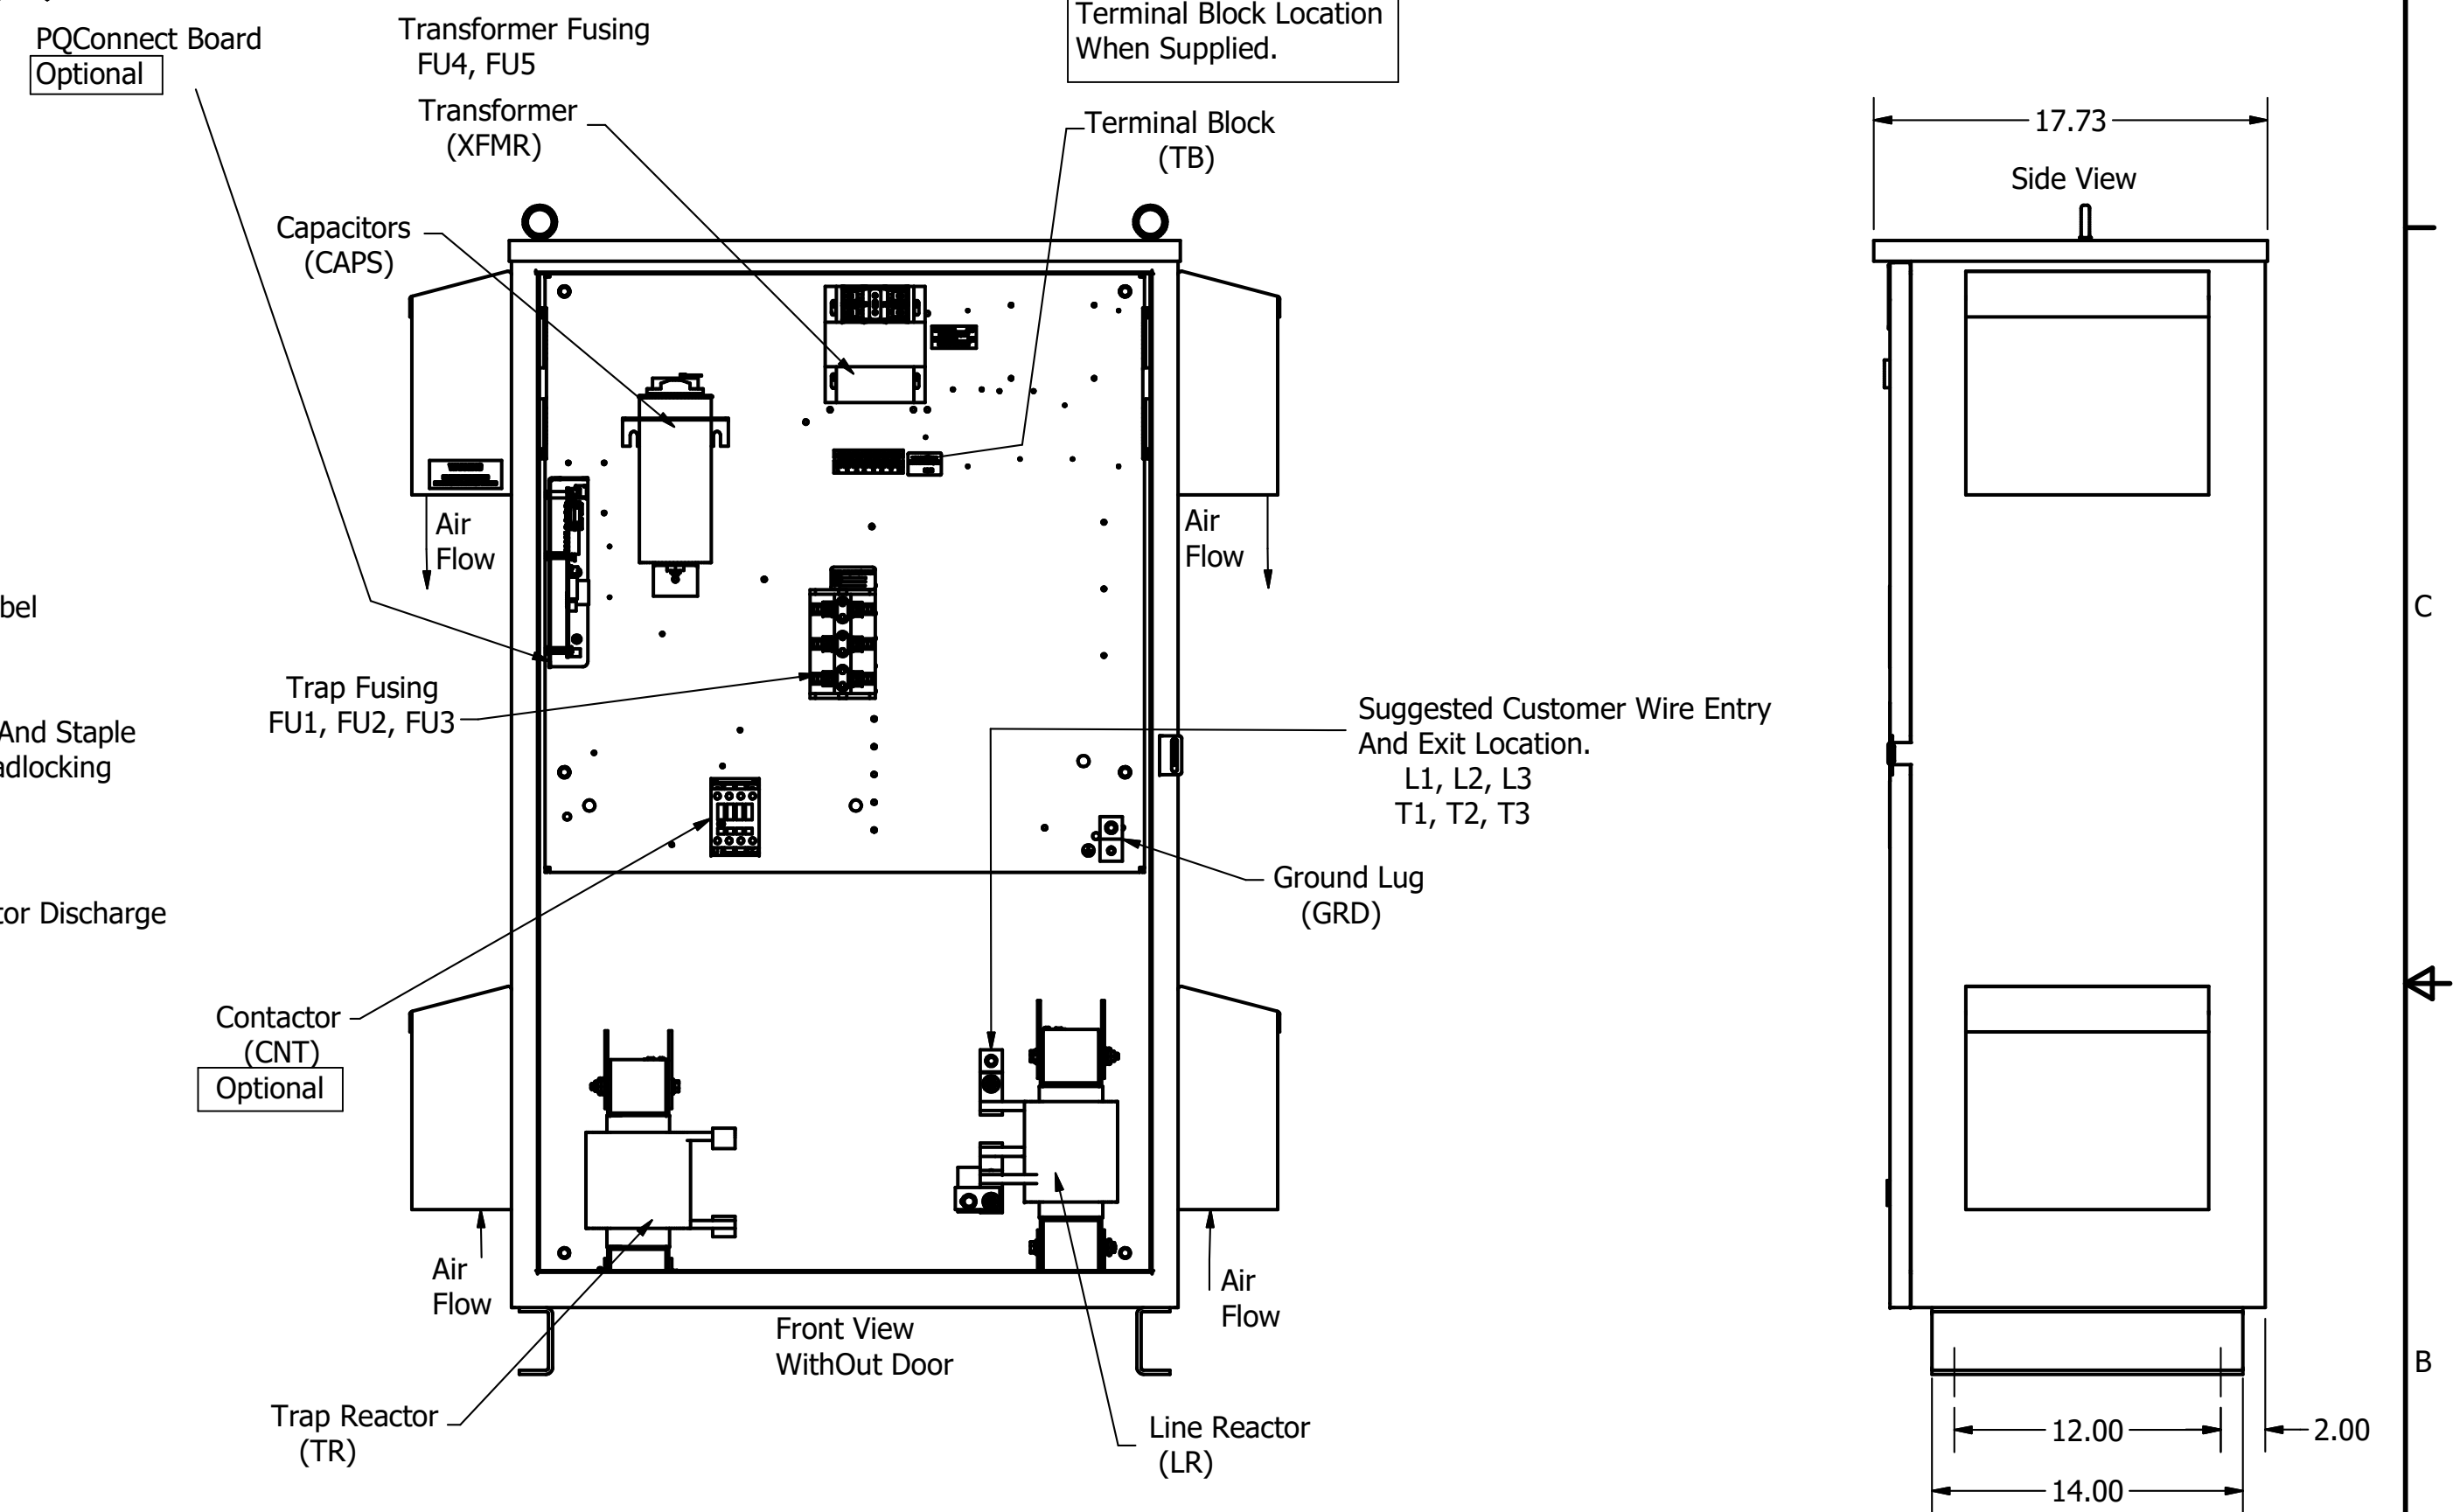 PQConnect Board
Optional
Transformer Fusing
FU4, FU5
Transformer
(XFMR)
Terminal Block Location
When Supplied.
Terminal Block
(TB)
17.73
Side View
Capacitors
(CAPS)
Air
Flow
Air
Flow
bel
C
Trap Fusing
FU1, FU2, FU3
And Staple
adlocking
Suggested Customer Wire Entry
And Exit Location.
L1, L2, L3
T1, T2, T3
Ground Lug
(GRD)
tor Discharge
Contactor
(CNT)
Optional
Air
Flow
Air
Flow
Front View
WithOut Door
B
Trap Reactor
(TR)
Line Reactor
(LR)
12.00
2.00
14.00